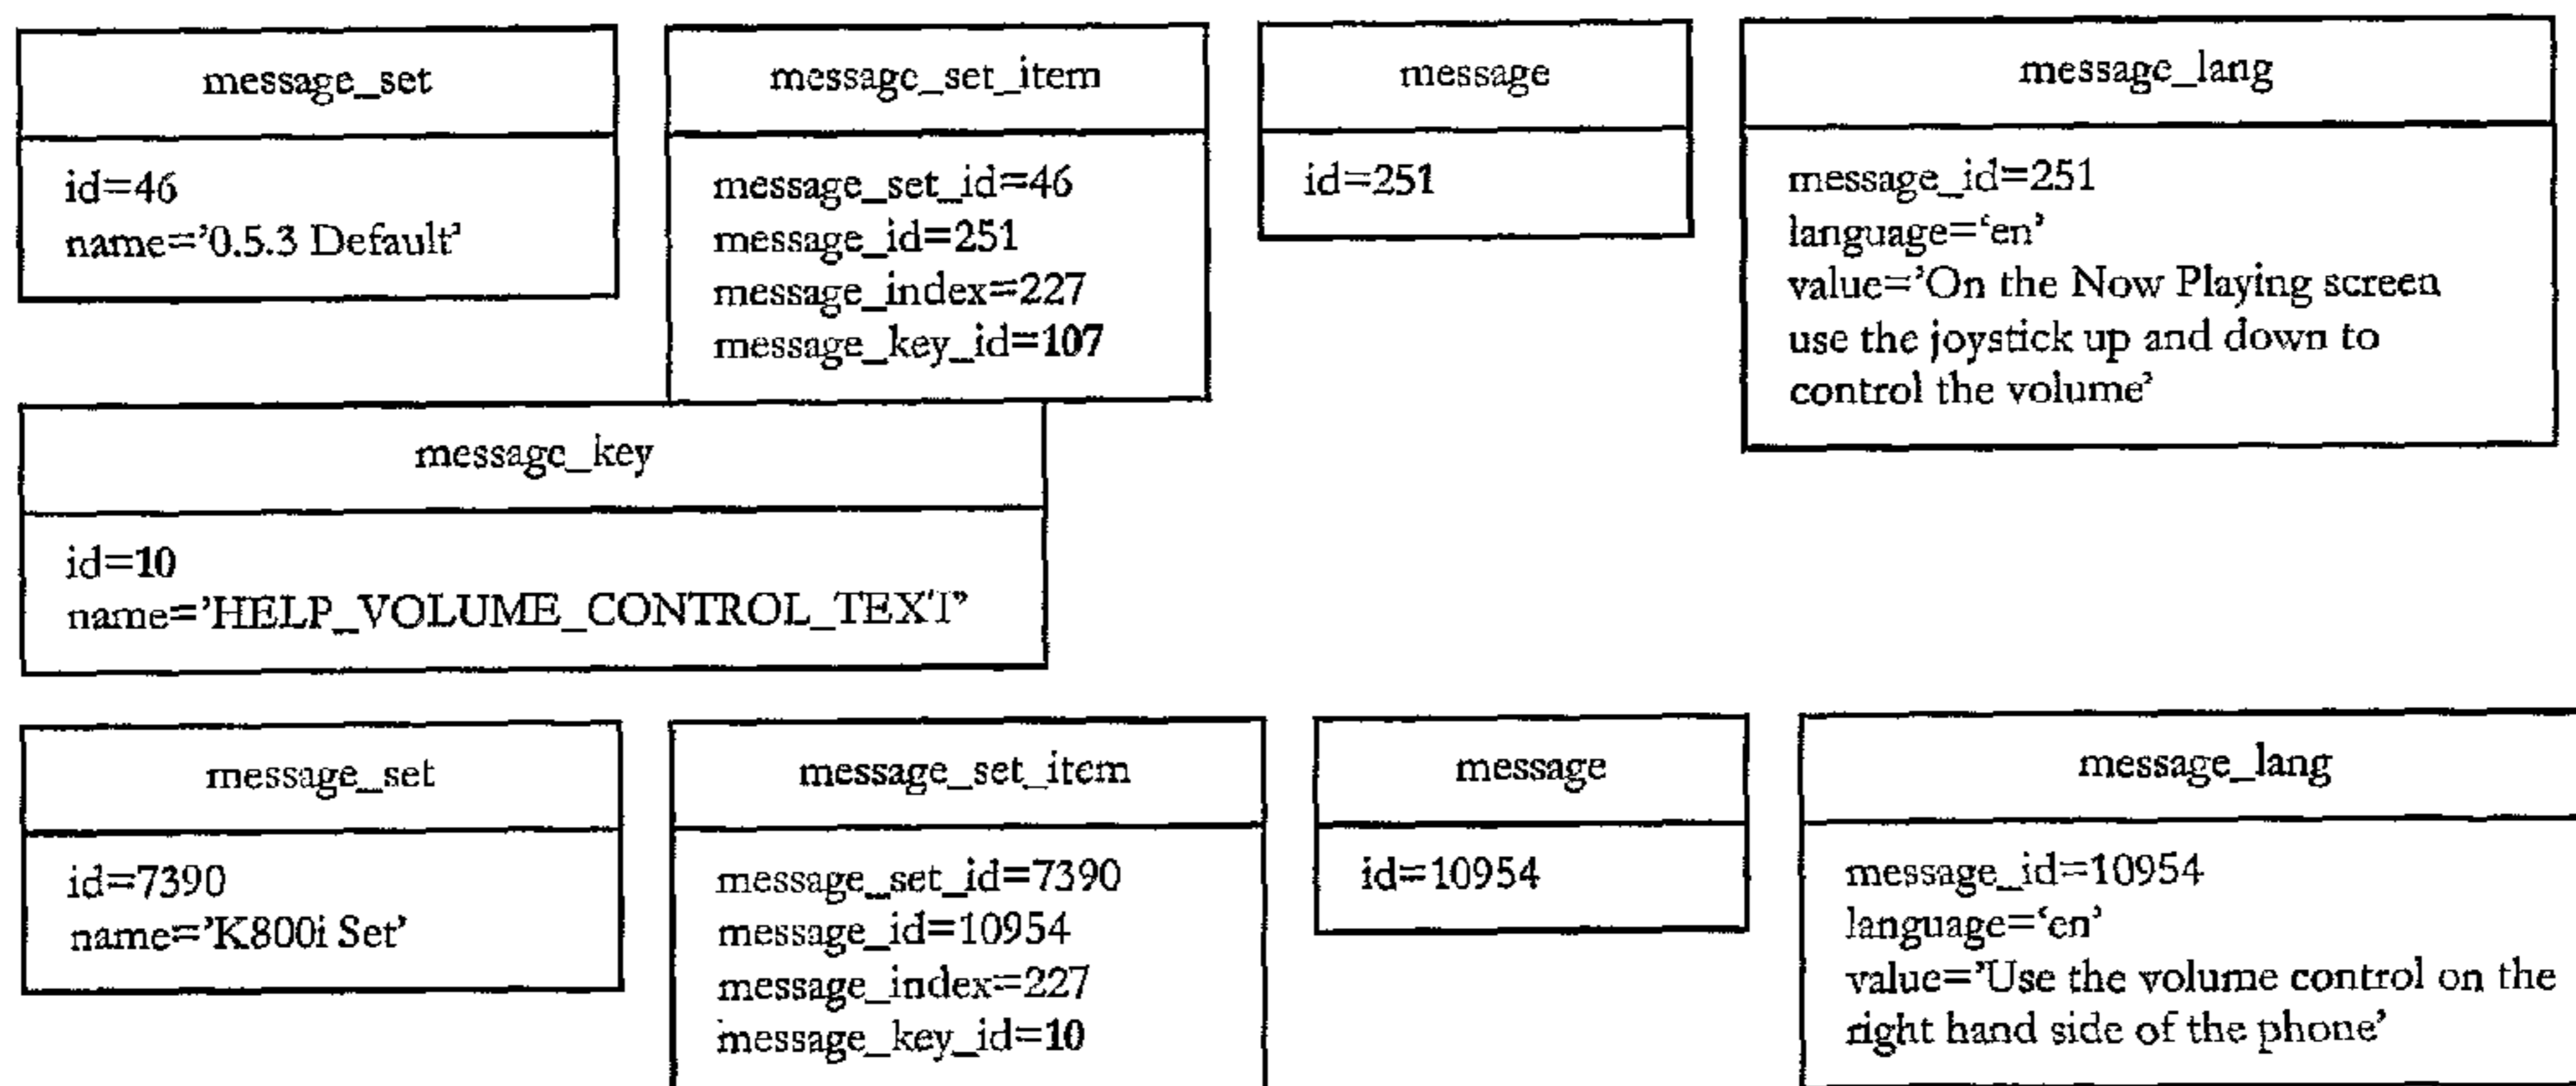 message_set
id=46
name='0.5.3 Default'
message_set_item
message_set_id=46
message_id=251
message_index=227
message_key_id=107
message
id=251
message_lang
message_id=251
language='en'
value='On the Now Playing screen
use the joystick up and down to
control the volume'
message_key
id=10
name='HELP_VOLUME_CONTROL_TEXT'
message_set
id=7390
name='K800i Set'
message_set_item
message_set_id=7390
message_id=10954
message_index=227
message_key_id=10
message
id=10954
message_lang
message_id=10954
language='en'
value='Use the volume control on the
right hand side of the phone'